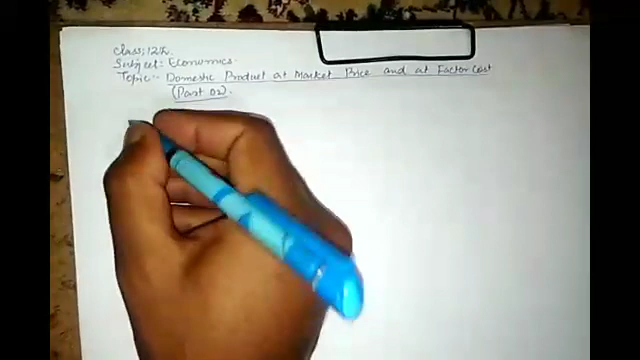 Class; 12th.
Subject:- Economics.
Topic:- Domestic Product at Market Price and at Factor Cost
(Part 02).